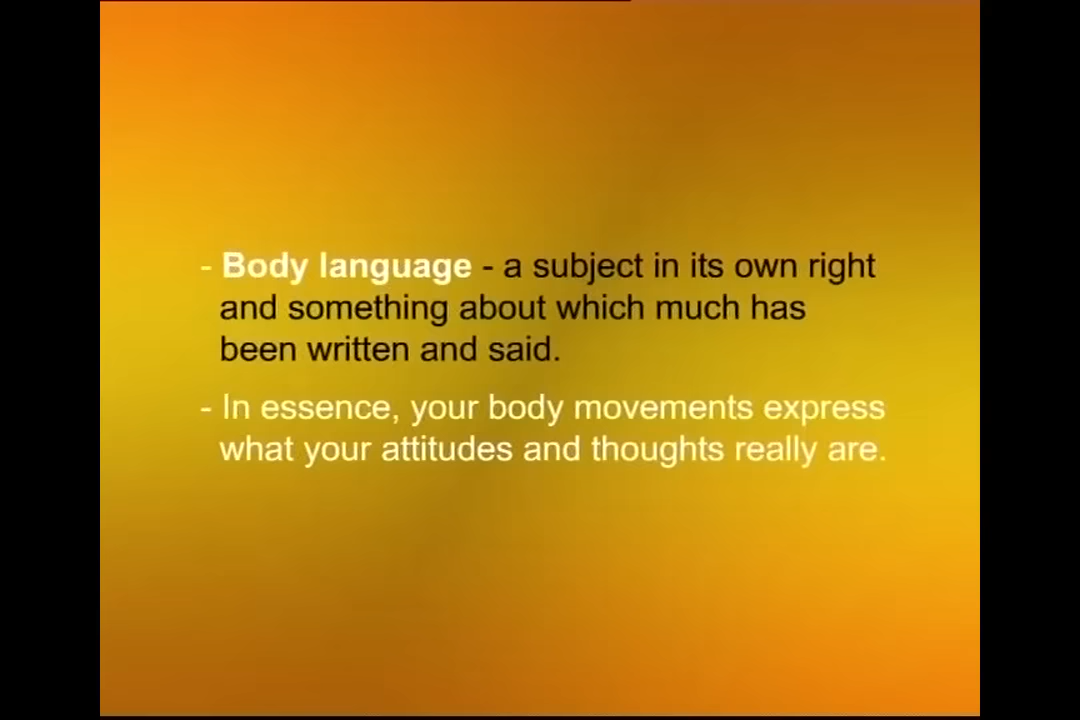 - Body language - a subject in its own right
and something about which much has
been written and said.
- In essence, your body movements express
what your attitudes and thoughts really are.